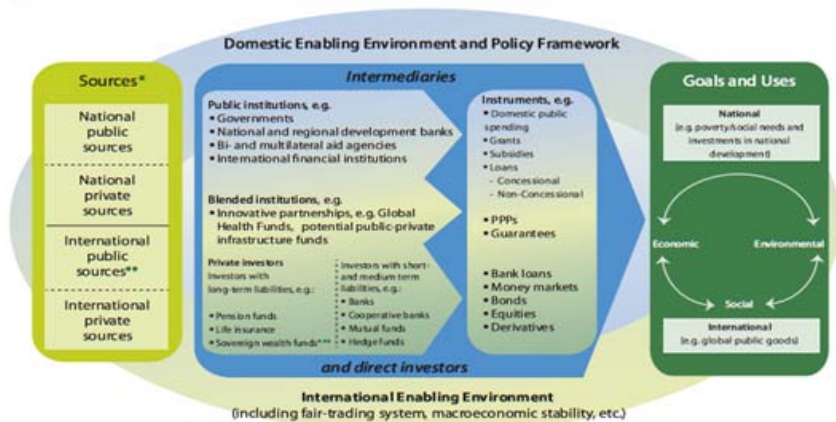 Domestic Enabling Environment and Policy Framework
Sources*
National
public
sources
National
private
sources
International
public
sources**
International
private
sources
Intermediaries
Public institutions, e.g.
• Governments
• National and regional development banks
• Bi- and multilateral aid agencies
• International financial institutions
Blended institutions, e.g.
• Innovative partnerships, e.g. Global
Health Funds, potential public-private
infrastructure funds
Private investors
Investors with
long-term liabilities, e.g.:
• Pension funds
• Life insurance
• Sovereign wealth funds***
Investors with short-
and medium term
liabilities, e.g.:
• Banks
• Cooperative banks
• Mutual funds
• Hedge funds
Instruments, e.g.
• Domestic public
spending
• Grants
• Subsidies
• Loans
- Concessional
- Non-Concessional
• PPPs
• Guarantees
• Bank loans
• Money markets
• Bonds
• Equities
• Derivatives
and direct investors
Goals and Uses
National
(e.g. poverty/social needs and
investments in national
development)
Economic
Environmental
Social
International
(e.g. global public goods)
International Enabling Environment
(including fair-trading system, macroeconomic stability, etc.)